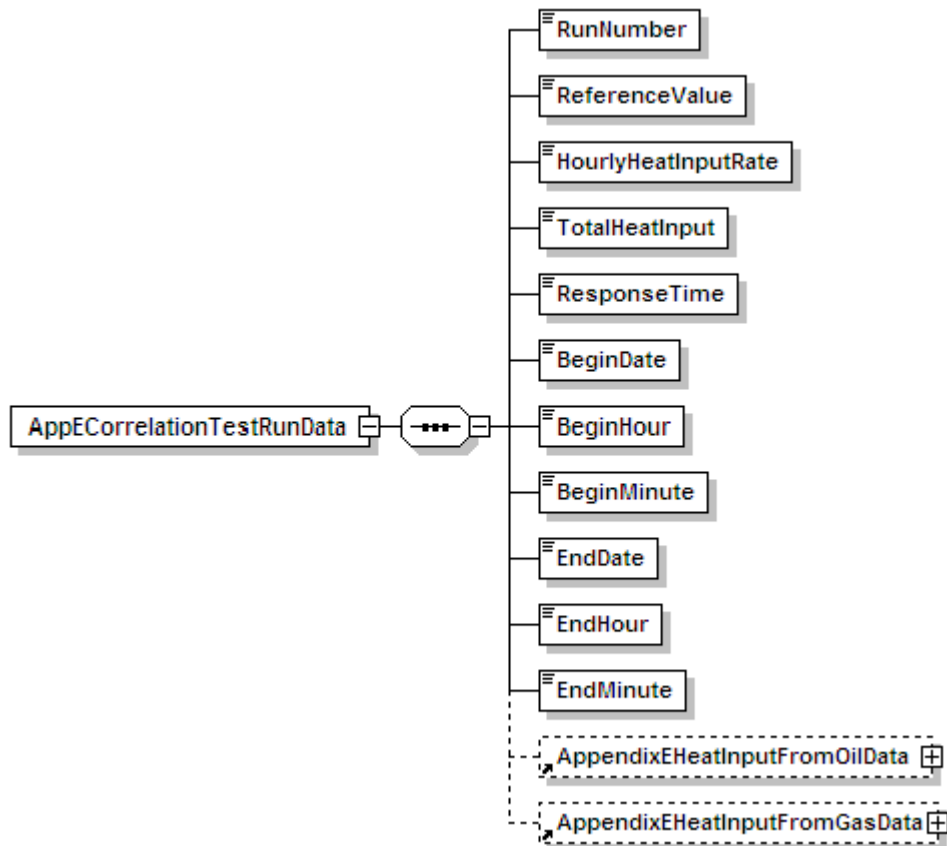 RunNumber
ReferenceValue
HourlyHeatInputRate
TotalHeatInput
ResponseTime
BeginDate
AppECorrelationTestRunData
BeginHour
BeginMinute
EndDate
EndHour
EndMinute
AppendixEHeatInputFromOilData
AppendixEHeatInputFromGasData